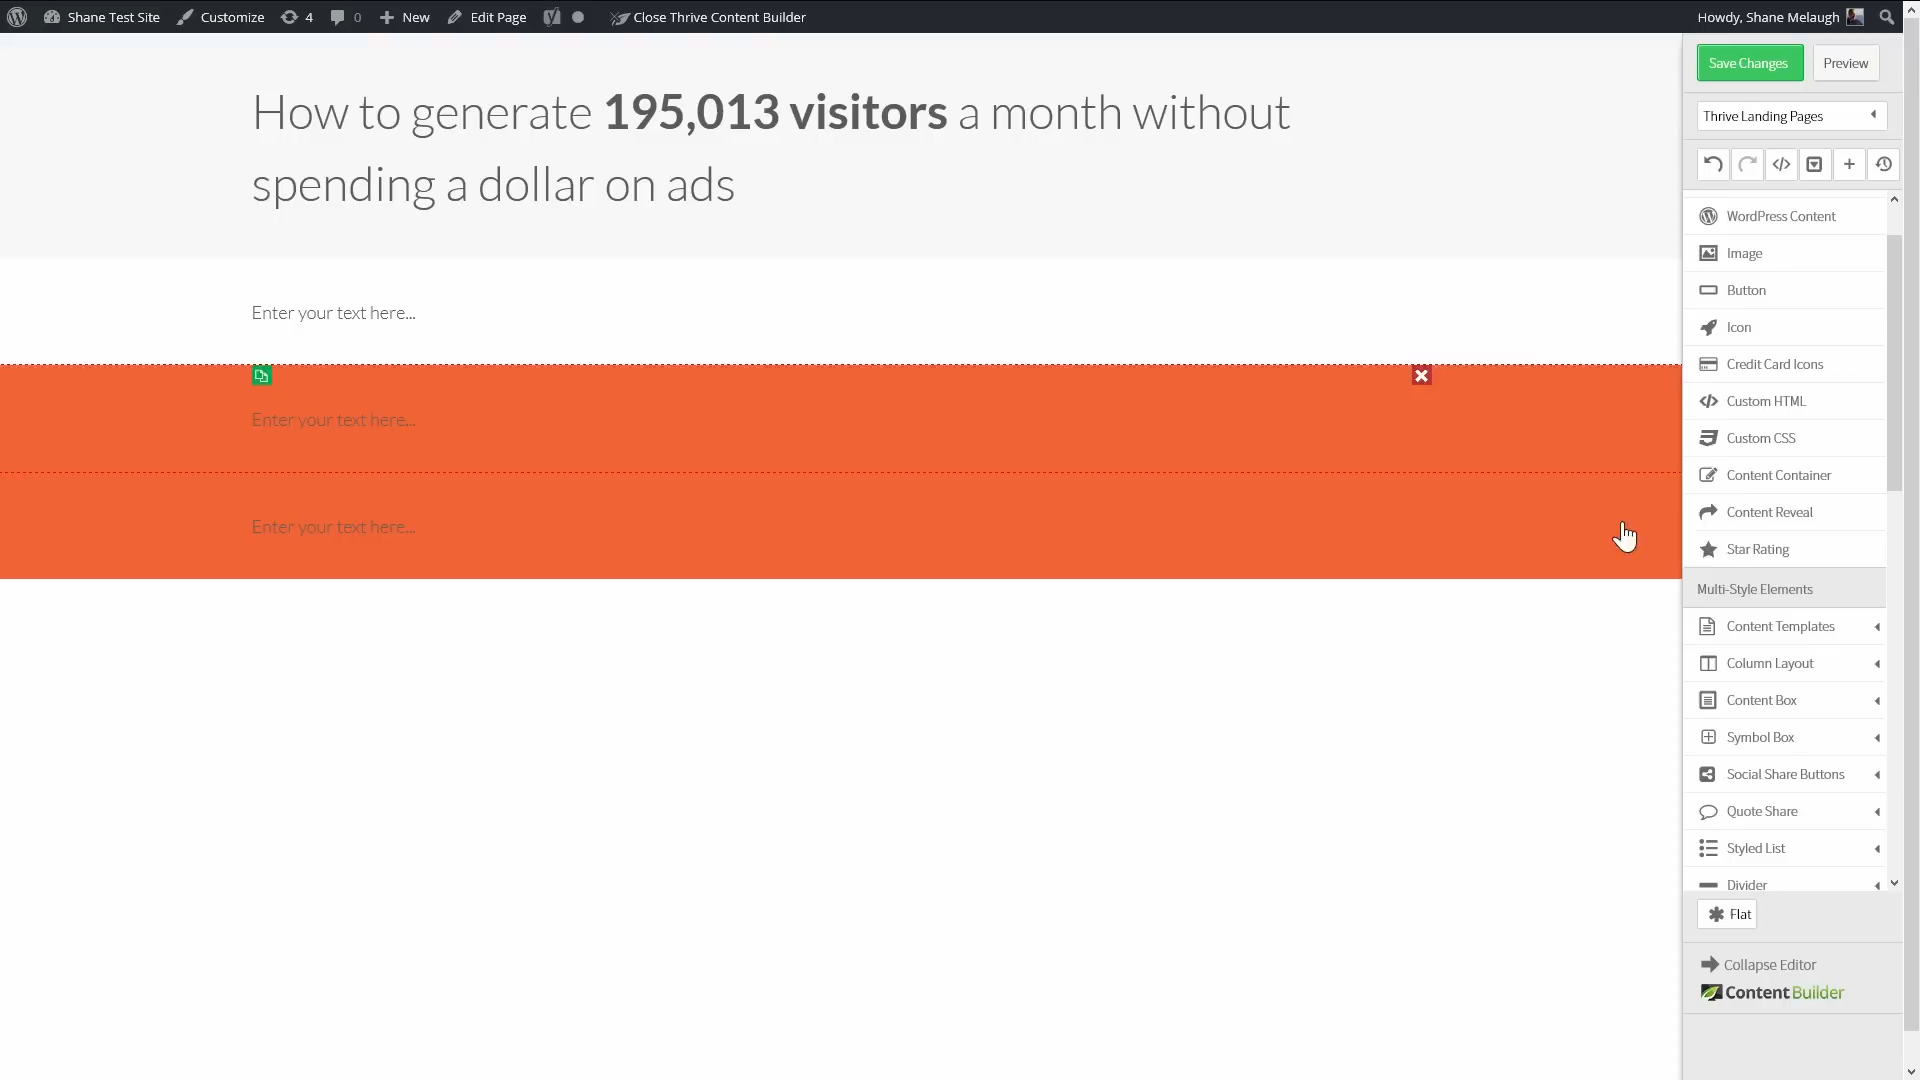 Shane Test Site
Customize
4
0
New
Edit Page
Close Thrive Content Builder
Howdy, Shane Melaugh
How to generate 195,013 visitors a month without
spending a dollar on ads
Enter your text here...
Enter your text here...
Enter your text here...
Save Changes
Preview
Thrive Landing Pages
WordPress Content
Image
Button
Icon
Credit Card Icons
Custom HTML
Custom CSS
Content Container
Content Reveal
Star Rating
Multi-Style Elements
Content Templates
Column Layout
Content Box
Symbol Box
Social Share Buttons
Quote Share
Styled List
Divider
Flat
Collapse Editor
Content Builder